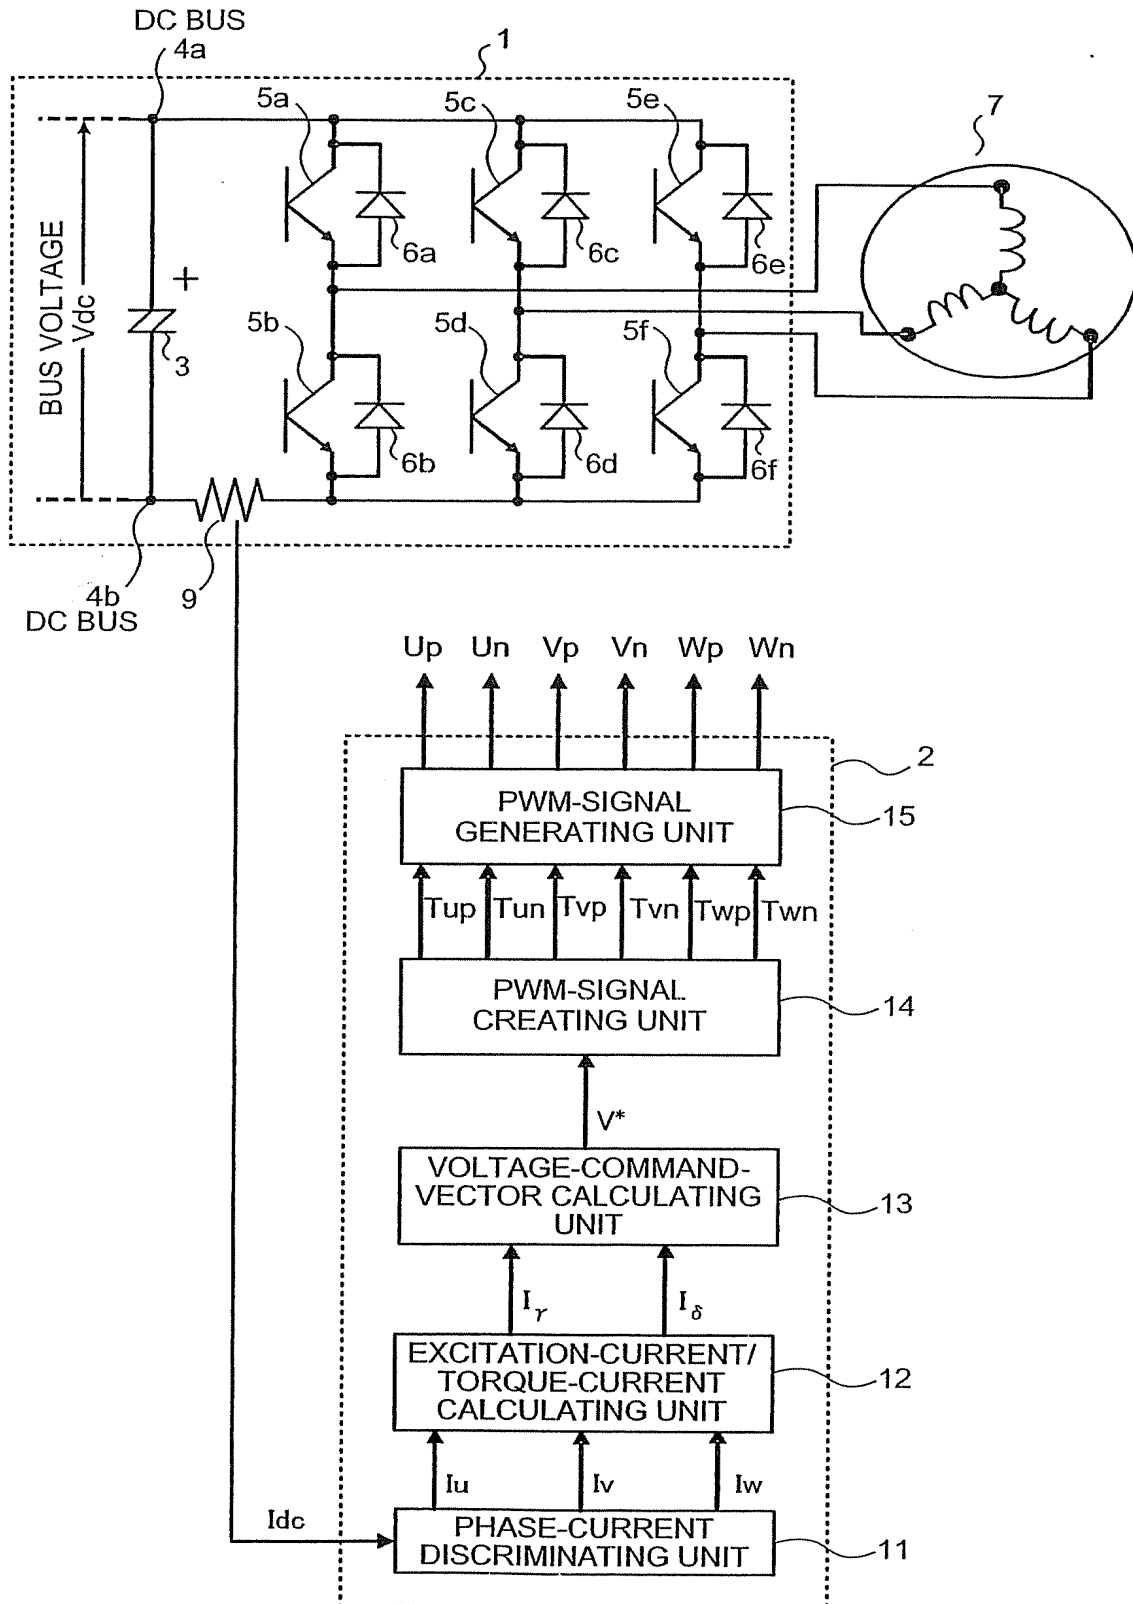 DC BUS
4a
1
5a
5c
5e
7
6a
6c
6e
BUS VOLTAGE
Vdc
+
3
5b
5d
5f
6b
6d
6f
4b
DC BUS
9
Up Un Vp Vn Wp Wn
2
PWM-SIGNAL
GENERATING UNIT
15
Tup Tun Tvp Tvn Twp Twn
PWM-SIGNAL
CREATING UNIT
14
V*
VOLTAGE-COMMAND-
VECTOR CALCULATING
UNIT
13
Iγ Iδ
EXCITATION-CURRENT/
TORQUE-CURRENT
CALCULATING UNIT
12
Iu Iv Iw
Idc
PHASE-CURRENT
DISCRIMINATING UNIT
11